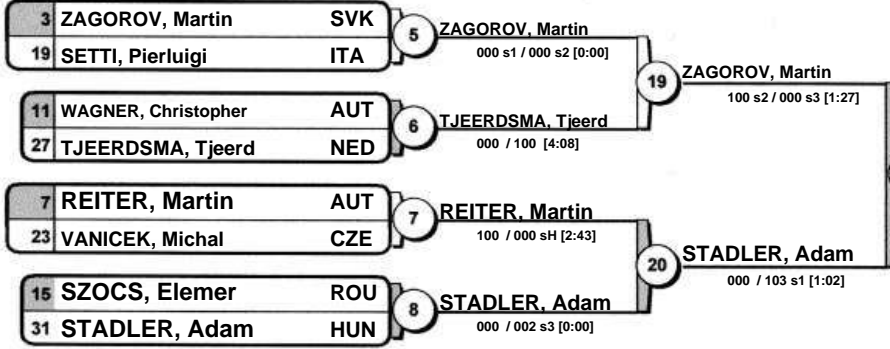 3 ZAGOROV, Martin SVK
19 SETTI, Pierluigi ITA
5
ZAGOROV, Martin
000 s1 / 000 s2 [0:00]
11 WAGNER, Christopher AUT
27 TJEERDSMA, Tjeerd NED
6
TJEERDSMA, Tjeerd
000 / 100 [4:08]
19
ZAGOROV, Martin
100 s2 / 000 s3 [1:27]
7 REITER, Martin AUT
23 VANICEK, Michal CZE
7
REITER, Martin
100 / 000 sH [2:43]
15 SZOCS, Elemer ROU
31 STADLER, Adam HUN
8
STADLER, Adam
000 / 002 s3 [0:00]
20
STADLER, Adam
000 / 103 s1 [1:02]